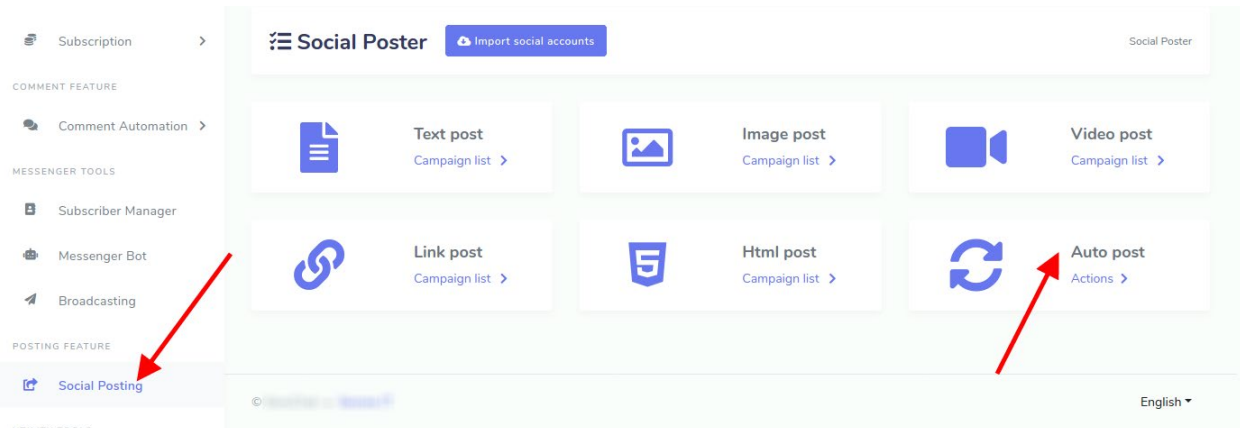 Subscription
COMMENT FEATURE
Comment Automation
MESSENGER TOOLS
Subscriber Manager
Messenger Bot
Broadcasting
POSTING FEATURE
Social Posting
Social Poster
Import social accounts
Social Poster
Text post
Campaign list
Image post
Campaign list
Video post
Campaign list
Link post
Campaign list
Html post
Campaign list
Auto post
Actions
©
English